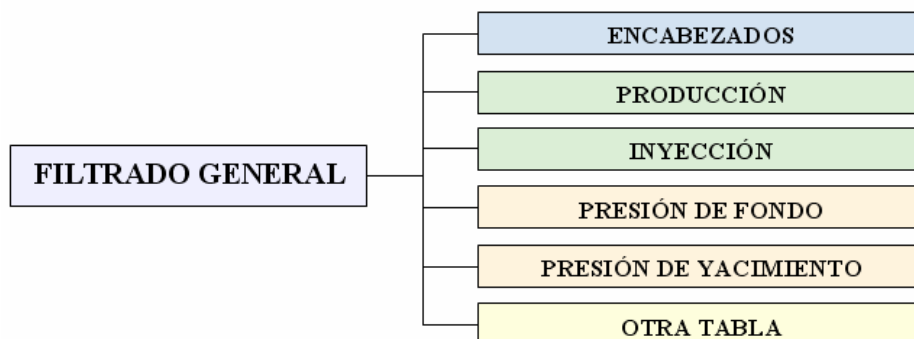 ENCABEZADOS
PRODUCCIÓN
INYECCIÓN
FILTRADO GENERAL
PRESIÓN DE FONDO
PRESIÓN DE YACIMIENTO
OTRA TABLA